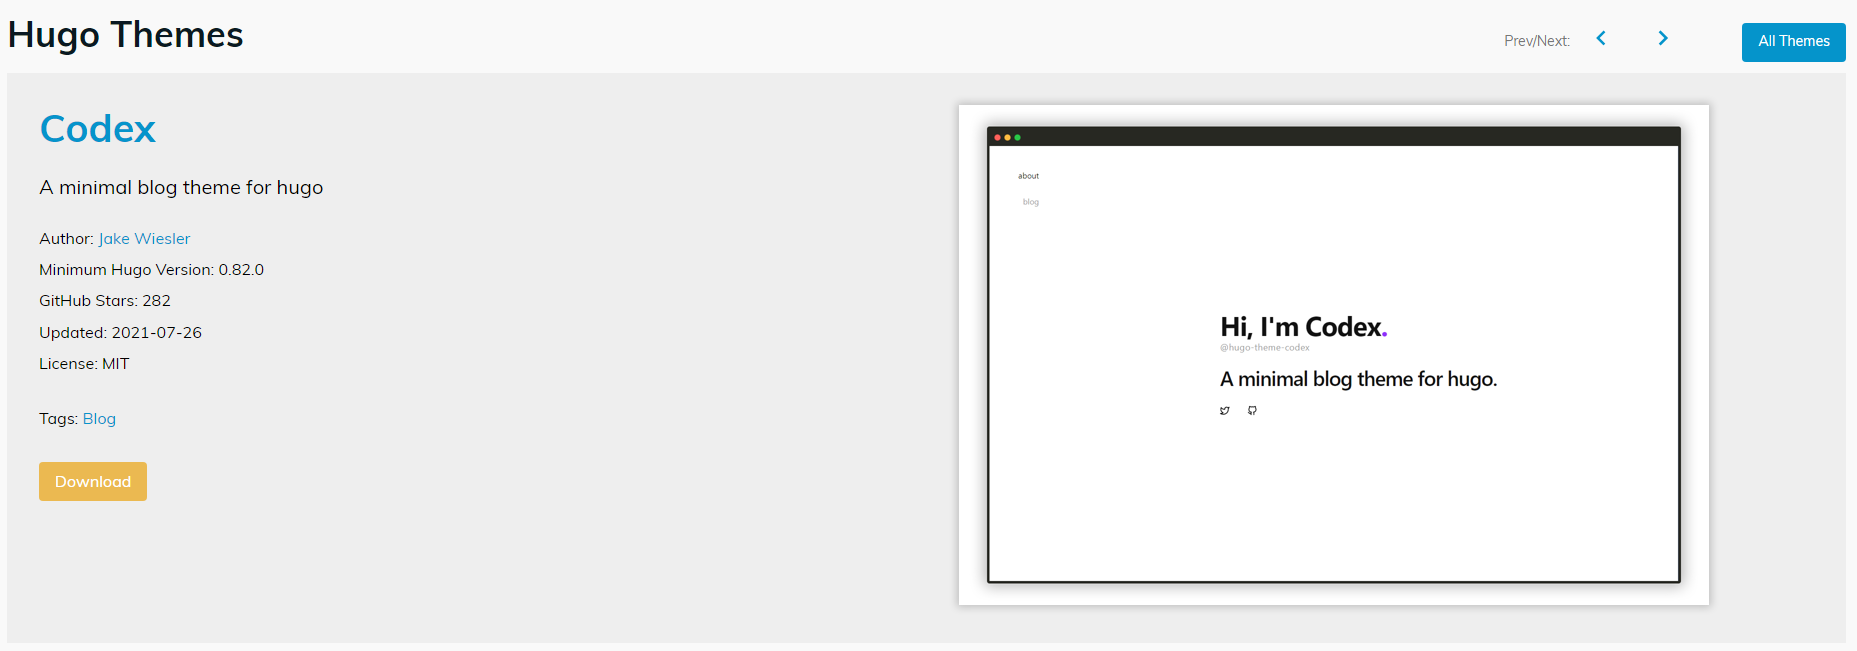 Hugo Themes
Prev/Next:
All Themes
Codex
A minimal blog theme for hugo
Author: Jake Wiesler
Minimum Hugo Version: 0.82.0
GitHub Stars: 282
Updated: 2021-07-26
License: MIT
Tags: Blog
Download
about
blog
Hi, I'm Codex.
@hugo-theme-codex
A minimal blog theme for hugo.